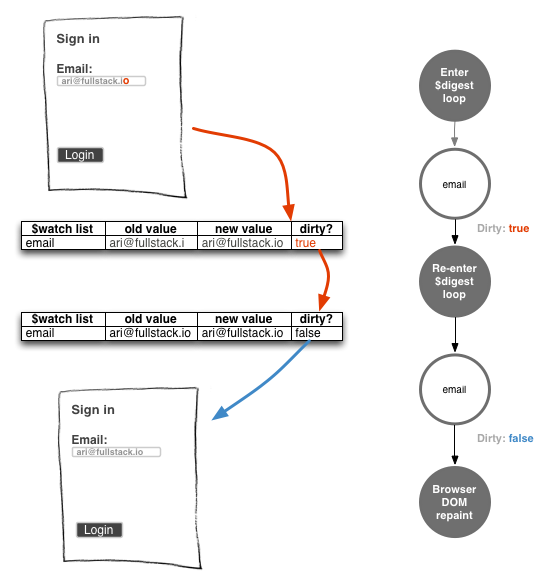 Sign in
Email:
ari@fullstack.io
Login
$watch list old value new value dirty?
email ari@fullstack.i ari@fullstack.io true
$watch list old value new value dirty?
email ari@fullstack.io ari@fullstack.io false
Sign in
Email:
ari@fullstack.io
Login
Enter
$digest
loop
email
Dirty: true
Re-enter
$digest
loop
email
Dirty: false
Browser
DOM
repaint